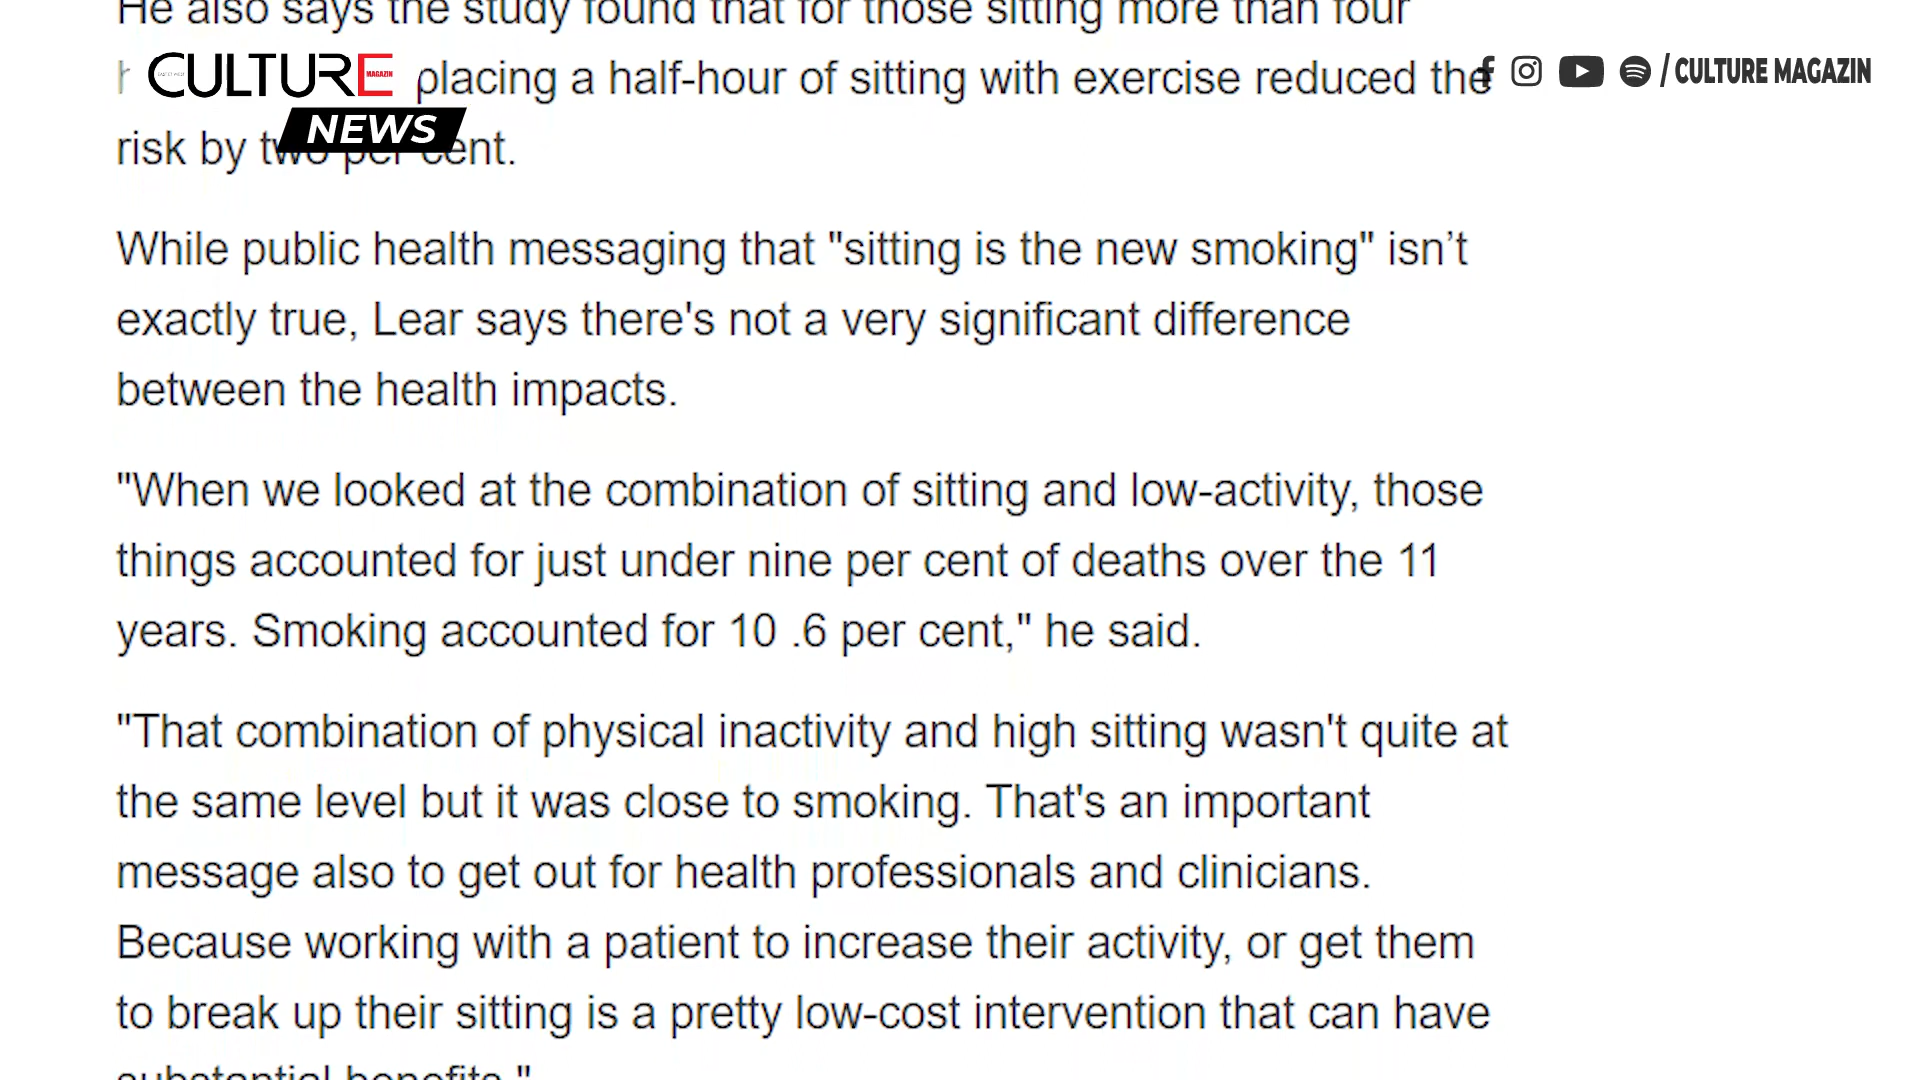 He also says the study found that for those sitting more than four
CULTURE
MAGAZIN
placing a half-hour of sitting with exercise reduced the
/ CULTURE MAGAZIN
NEWS
risk by two per cent.
While public health messaging that "sitting is the new smoking" isn’t
exactly true, Lear says there's not a very significant difference
between the health impacts.
"When we looked at the combination of sitting and low-activity, those
things accounted for just under nine per cent of deaths over the 11
years. Smoking accounted for 10 .6 per cent," he said.
"That combination of physical inactivity and high sitting wasn't quite at
the same level but it was close to smoking. That's an important
message also to get out for health professionals and clinicians.
Because working with a patient to increase their activity, or get them
to break up their sitting is a pretty low-cost intervention that can have
substantial benefits."